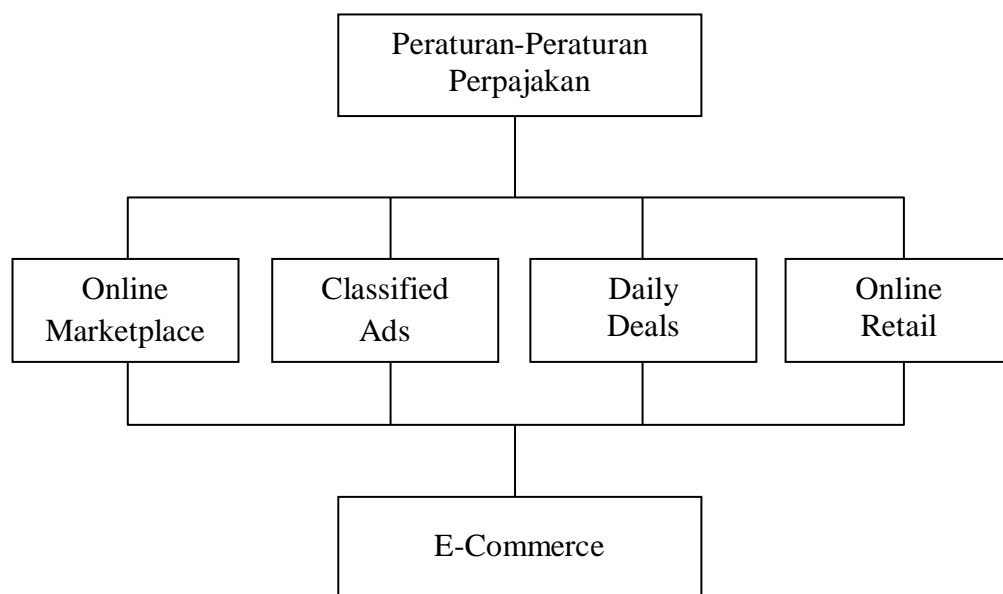 Peraturan-Peraturan
Perpajakan
Online
Marketplace
Classified
Ads
Daily
Deals
Online
Retail
E-Commerce